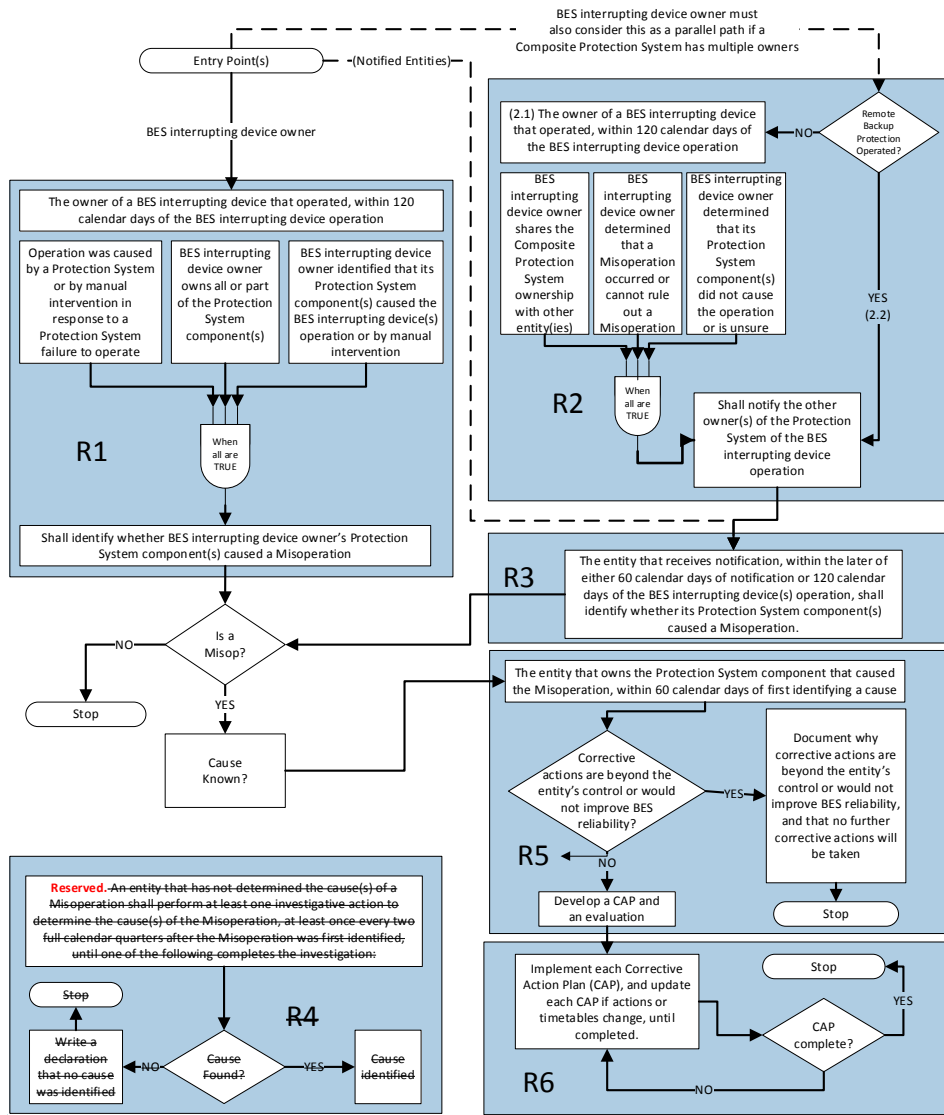 BES interrupting device owner must
also consider this as a parallel path if a
Composite Protection System has multiple owners
Entry Point(s)
(Notified Entities)
BES interrupting device owner
The owner of a BES interrupting device that operated, within 120
calendar days of the BES interrupting device operation
Operation was caused
by a Protection System
or by manual
intervention in
response to a
Protection System
failure to operate
BES interrupting
device owner
owns all or part
of the Protection
System
component(s)
BES interrupting device
owner identified that its
Protection System
component(s) caused the
BES interrupting device(s)
operation or by manual
intervention
R1
When
all are
TRUE
Shall identify whether BES interrupting device owner's Protection
System component(s) caused a Misoperation
Remote
Backup
Protection
Operated?
NO
(2.1) The owner of a BES interrupting device
that operated, within 120 calendar days of
the BES interrupting device operation
BES
interrupting
device owner
shares the
Composite
Protection
System
ownership
with other
entity(ies)
BES
interrupting
device owner
determined
that a
Misoperation
occurred or
cannot rule
out a
Misoperation
BES
interrupting
device owner
determined
that its
Protection
System
component(s)
did not cause
the operation
or is unsure
YES
(2.2)
R2
When
all are
TRUE
Shall notify the other
owner(s) of the Protection
System of the BES
interrupting device
operation
R3
The entity that receives notification, within the later of
either 60 calendar days of notification or 120 calendar
days of the BES interrupting device(s) operation, shall
identify whether its Protection System component(s)
caused a Misoperation.
Is a
Misop?
NO
Stop
YES
Cause
Known?
The entity that owns the Protection System component that caused
the Misoperation, within 60 calendar days of first identifying a cause
Corrective
actions are beyond the
entity's control or would
not improve BES
reliability?
YES
Document why
corrective actions are
beyond the entity's
control or would not
improve BES reliability,
and that no further
corrective actions will
be taken
Stop
R5
NO
Develop a CAP and
an evaluation
Reserved. An entity that has not determined the cause(s) of a
Misoperation shall perform at least one investigative action to
determine the cause(s) of the Misoperation, at least once every two
full calendar quarters after the Misoperation was first identified,
until one of the following completes the investigation:
Stop
R4
Write a
declaration
that no cause
was identified
NO
Cause
Found?
YES
Cause
identified
Implement each Corrective
Action Plan (CAP), and update
each CAP if actions or
timetables change, until
completed.
Stop
YES
CAP
complete?
NO
R6